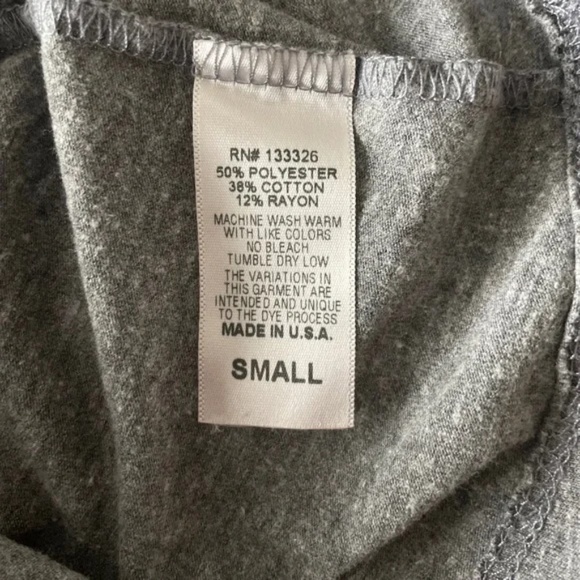 RN# 133326
50% POLYESTER
38% COTTON
12% RAYON
MACHINE WASH WARM
WITH LIKE COLORS
NO BLEACH
TUMBLE DRY LOW
THE VARIATIONS IN
THIS GARMENT ARE
INTENDED AND UNIQUE
TO THE DYE PROCESS
MADE IN U.S.A.
SMALL